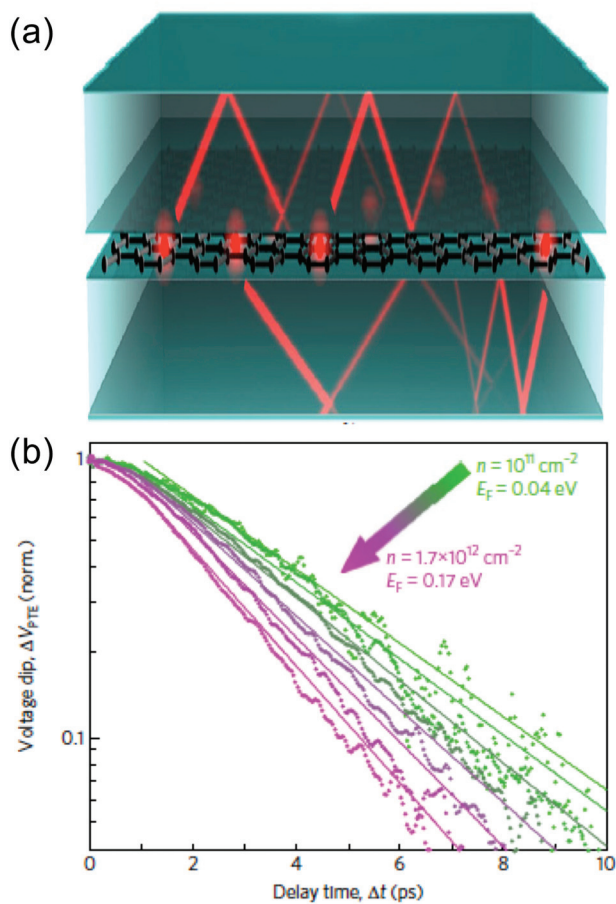 (a)
(b)
1
0.1
Voltage dip, ΔV_PTE (norm.)
n = 10¹¹ cm⁻²
E_F = 0.04 eV
n = 1.7×10¹² cm⁻²
E_F = 0.17 eV
0 2 4 6 8 10
Delay time, Δt (ps)